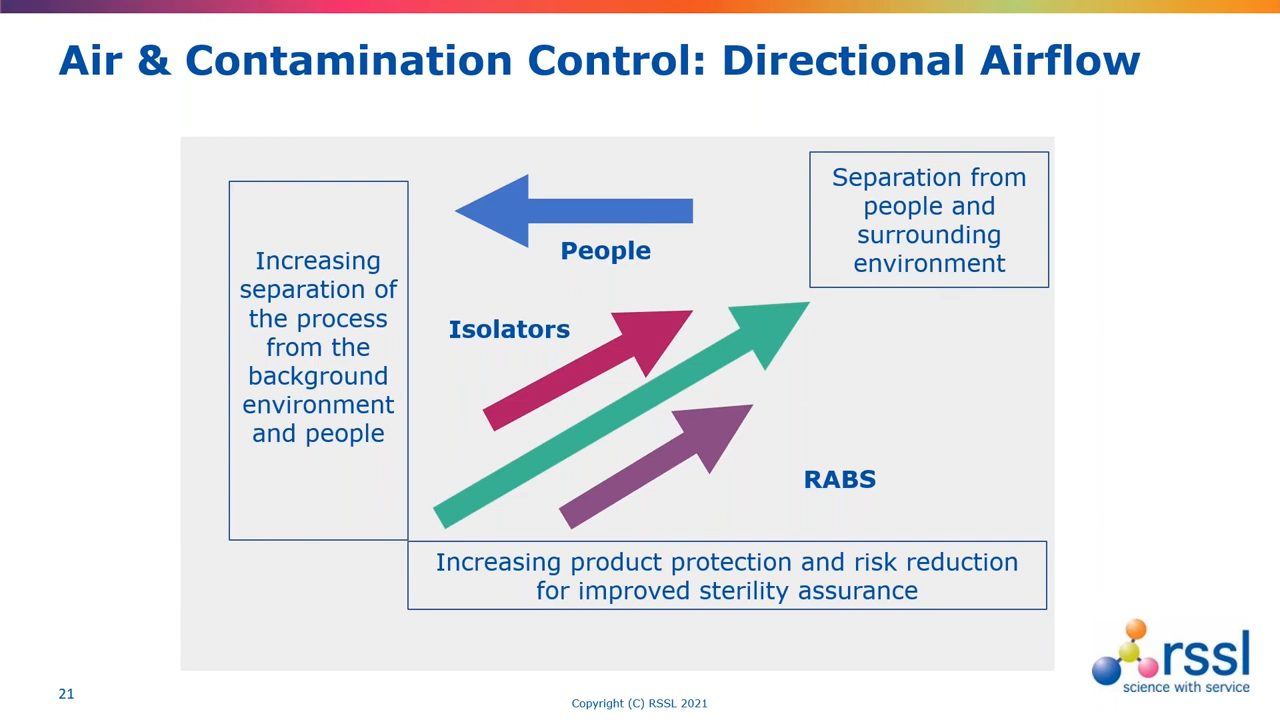 Air & Contamination Control: Directional Airflow
Increasing
separation of
the process
from the
background
environment
and people
People
Separation from
people and
surrounding
environment
Isolators
RABS
Increasing product protection and risk reduction
for improved sterility assurance
rssl
science with service
21
Copyright (C) RSSL 2021